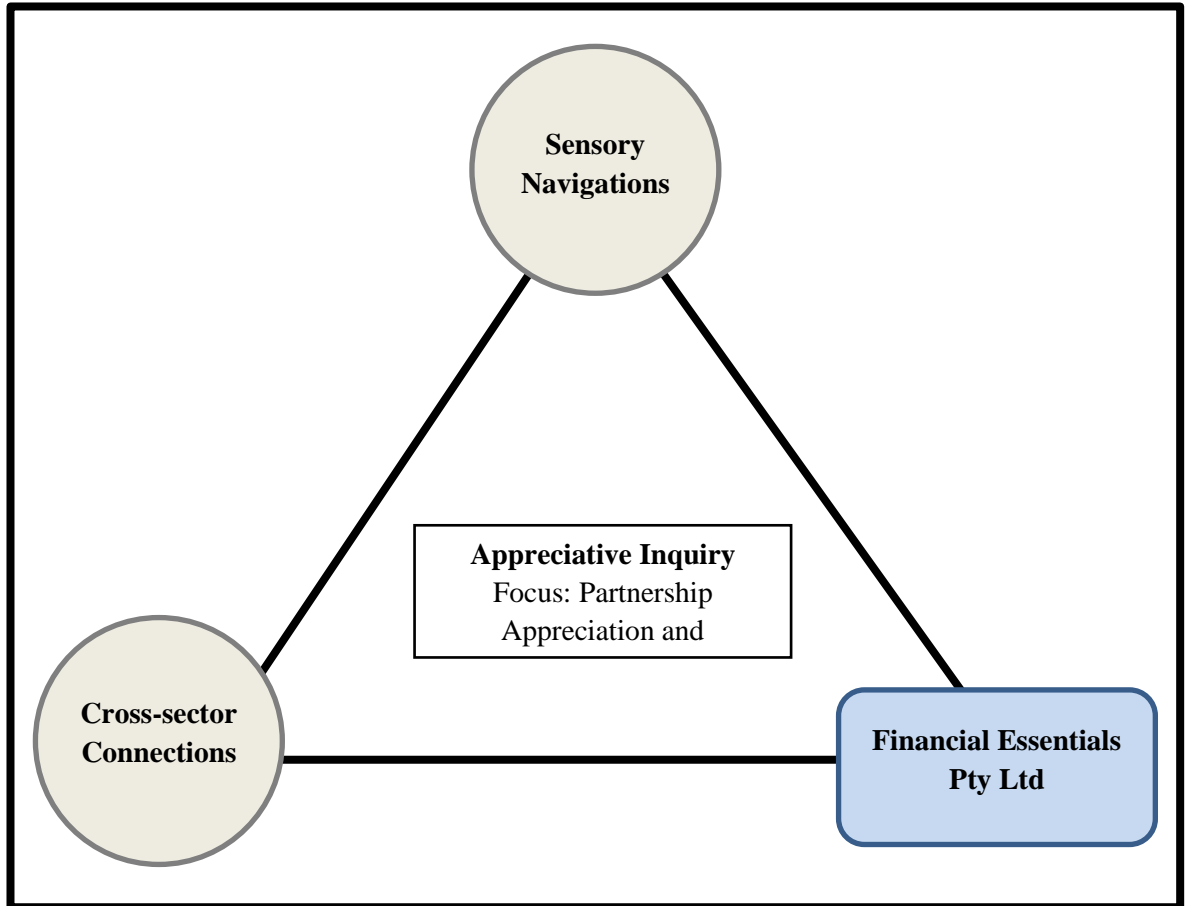 Sensory
Navigations
Appreciative Inquiry
Focus: Partnership
Appreciation and
Cross-sector
Connections
Financial Essentials
Pty Ltd